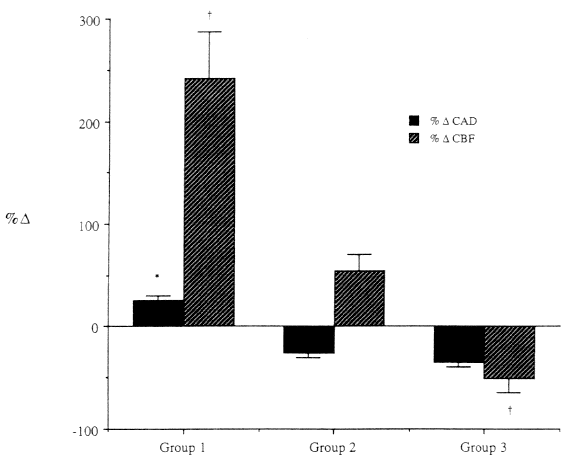 300
†
% Δ CAD
% Δ CBF
200
% Δ
100
*
0
†
-100
Group 1
Group 2
Group 3